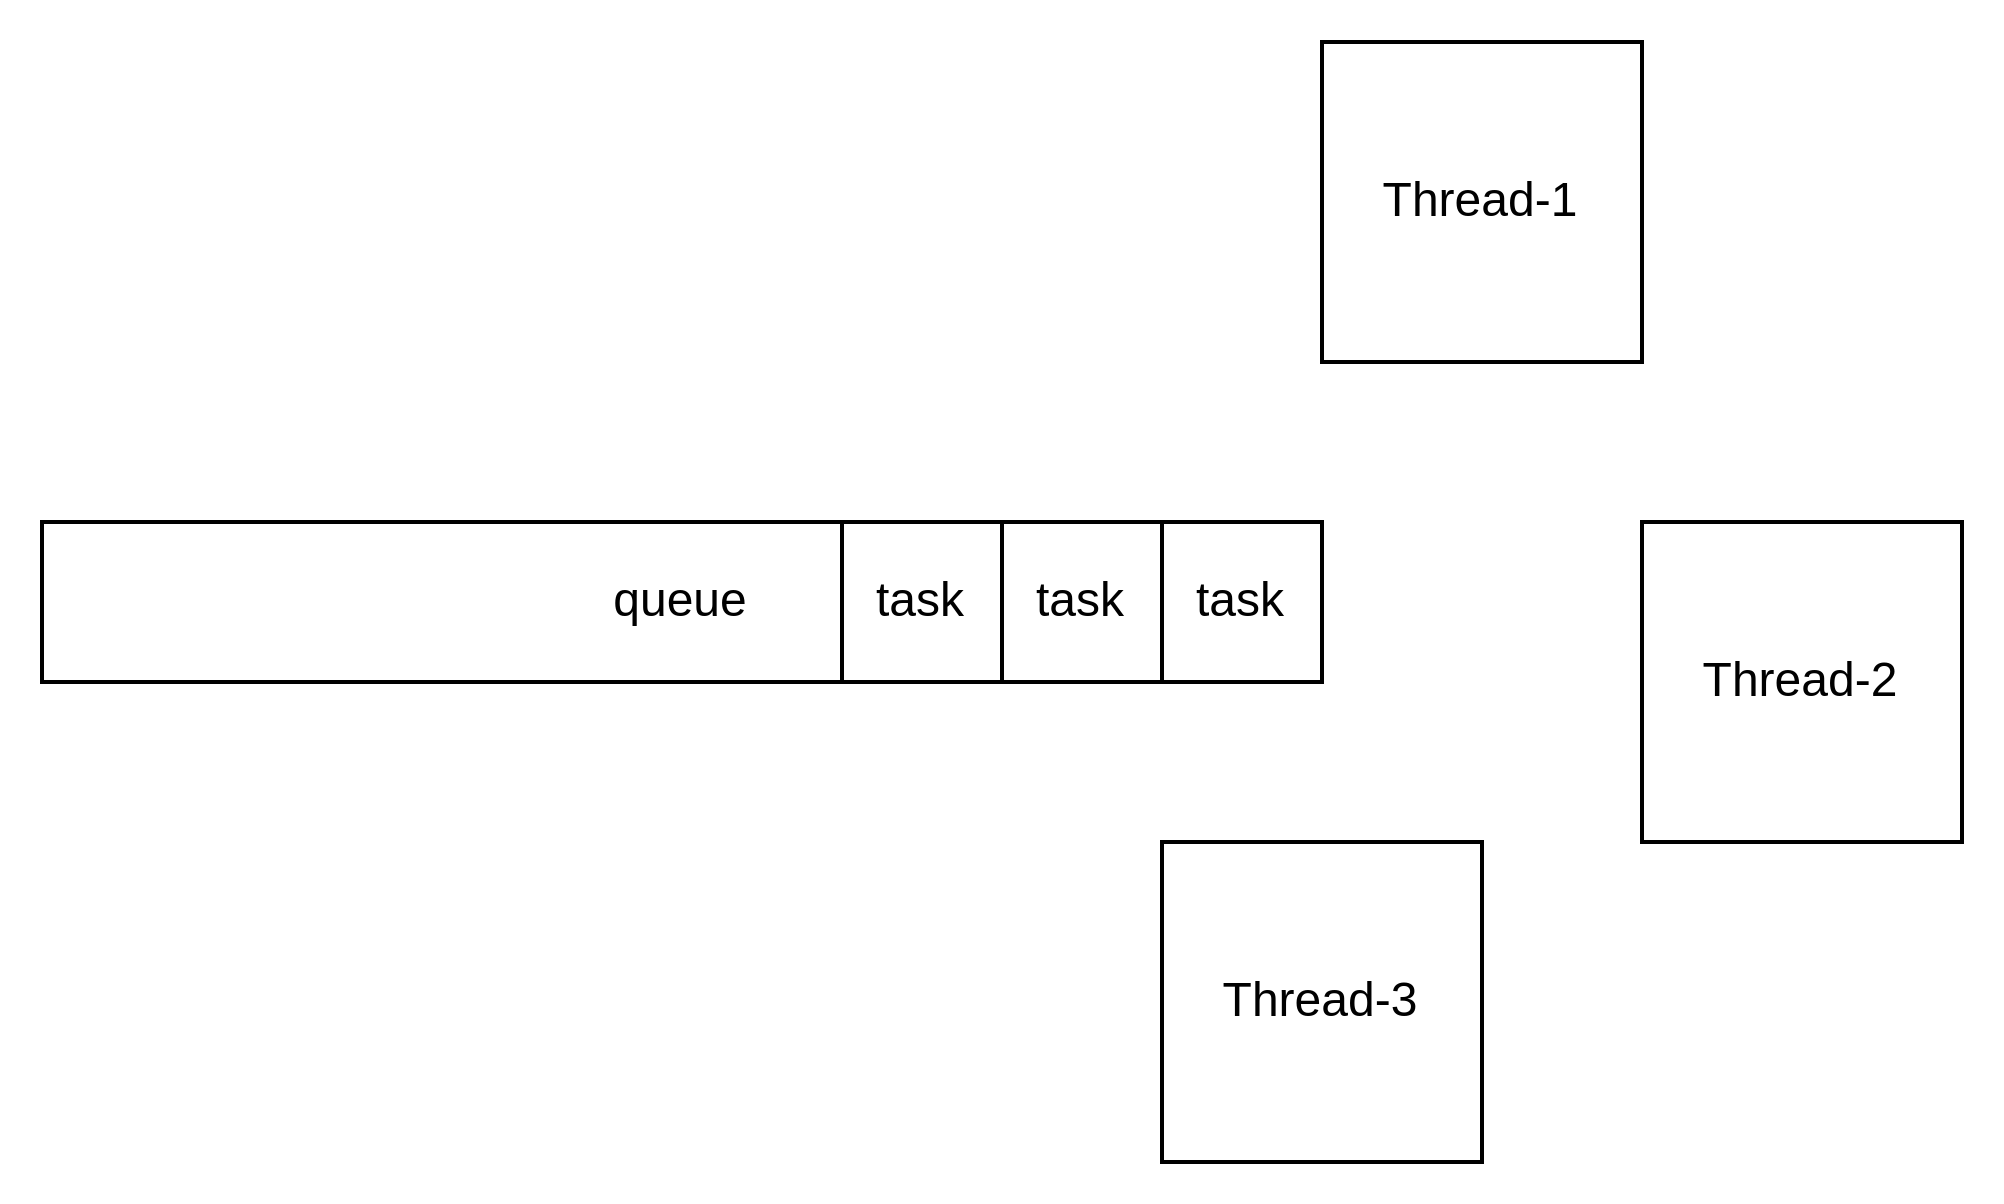 Thread-1
queue task task task
Thread-2
Thread-3